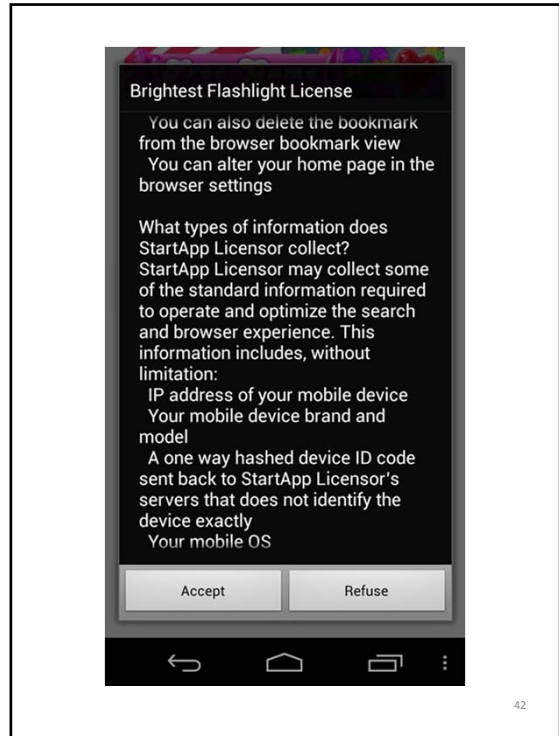 Brightest Flashlight License
You can also delete the bookmark
from the browser bookmark view
You can alter your home page in the
browser settings
What types of information does
StartApp Licensor collect?
StartApp Licensor may collect some
of the standard information required
to operate and optimize the search
and browser experience. This
information includes, without
limitation:
IP address of your mobile device
Your mobile device brand and
model
A one way hashed device ID code
sent back to StartApp Licensor's
servers that does not identify the
device exactly
Your mobile OS
Accept
Refuse
42